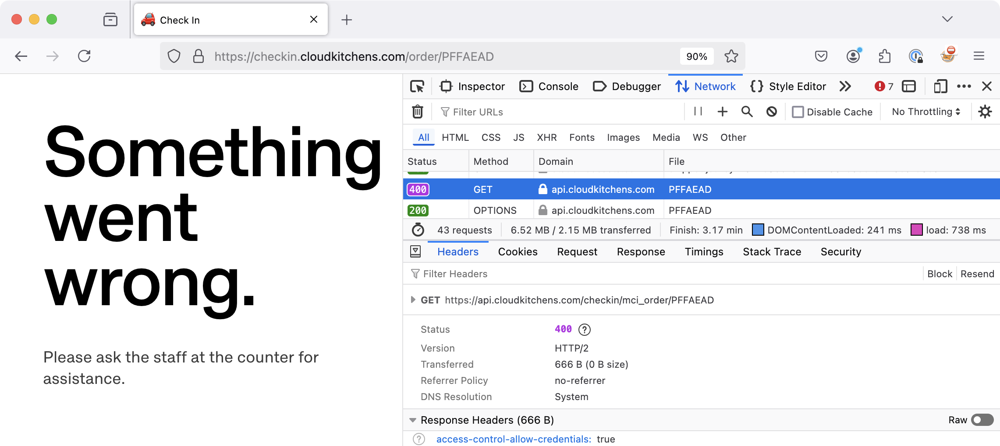 Check In
https://checkin.cloudkitchens.com/order/PFFAEAD
90%
Something
went
wrong.
Please ask the staff at the counter for
assistance.
Inspector Console Debugger Network Style Editor 7
Filter URLs Disable Cache No Throttling
All HTML CSS JS XHR Fonts Images Media WS Other
Status Method Domain File
400 GET api.cloudkitchens.com PFFAEAD
200 OPTIONS api.cloudkitchens.com PFFAEAD
43 requests 6.52 MB / 2.15 MB transferred Finish: 3.17 min DOMContentLoaded: 241 ms load: 738 ms
Headers Cookies Request Response Timings Stack Trace Security
Filter Headers Block Resend
GET https://api.cloudkitchens.com/checkin/mci_order/PFFAEAD
Status 400
Version HTTP/2
Transferred 666 B (0 B size)
Referrer Policy no-referrer
DNS Resolution System
Response Headers (666 B) Raw
access-control-allow-credentials: true